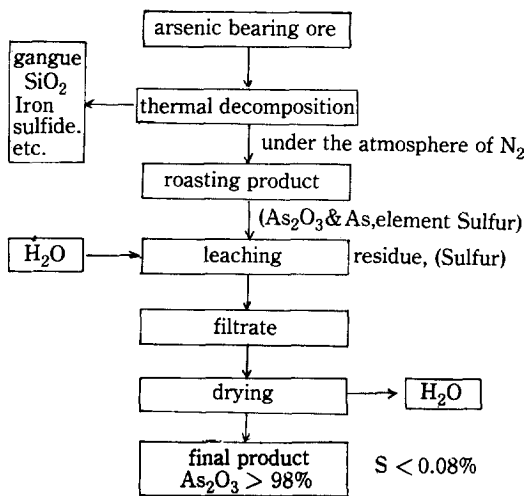 arsenic bearing ore
gangue
SiO₂
Iron
sulfide.
etc.
thermal decomposition
under the atmosphere of N₂
roasting product
(As₂O₃&As,element Sulfur)
H₂O
leaching
residue, (Sulfur)
filtrate
drying
H₂O
final product
As₂O₃ > 98%
S < 0.08%